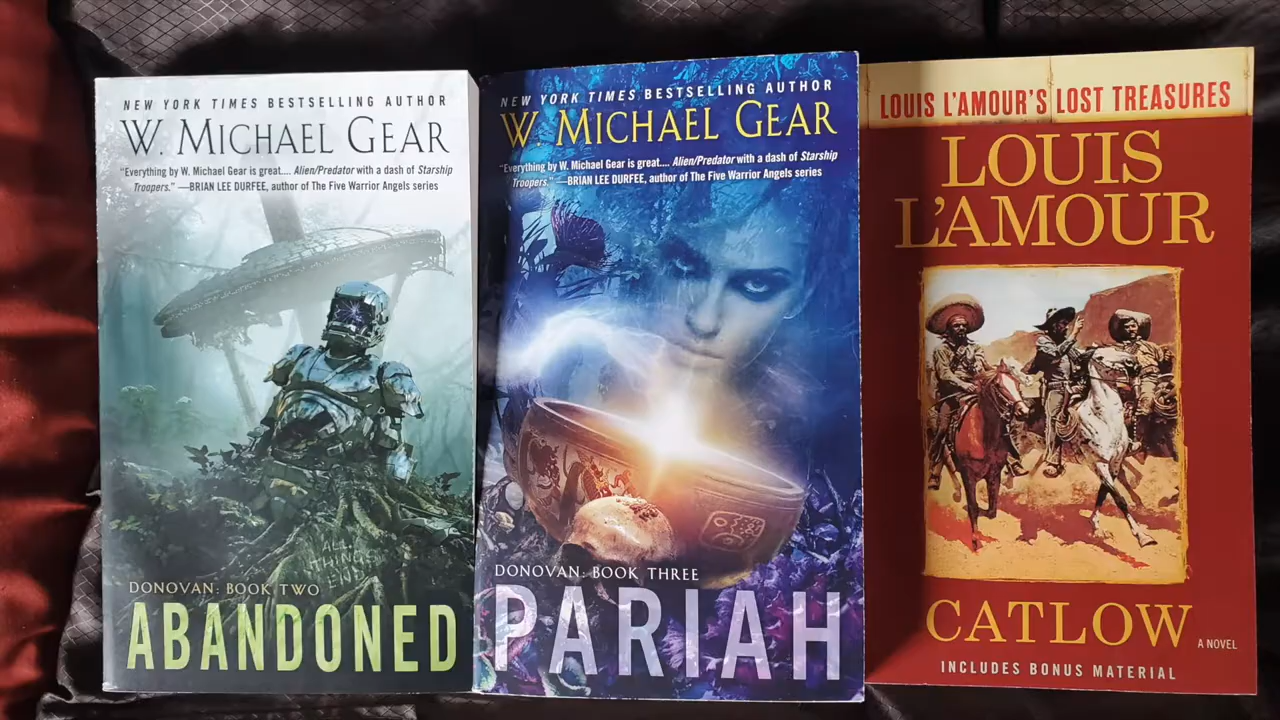 NEW YORK TIMES BESTSELLING AUTHOR
W. MICHAEL GEAR
"Everything by W. Michael Gear is great.... Alien/Predator with a dash of Starship
Troopers." —BRIAN LEE DURFEE, author of The Five Warrior Angels series
ALL
THINGS
END
DONOVAN: BOOK TWO
ABANDONED
NEW YORK TIMES BESTSELLING AUTHOR
W. MICHAEL GEAR
"Everything by W. Michael Gear is great.... Alien/Predator with a dash of Starship
Troopers." —BRIAN LEE DURFEE, author of The Five Warrior Angels series
DONOVAN: BOOK THREE
PARIAH
LOUIS L'AMOUR'S LOST TREASURES
LOUIS
L'AMOUR
CATLOW
A NOVEL
INCLUDES BONUS MATERIAL